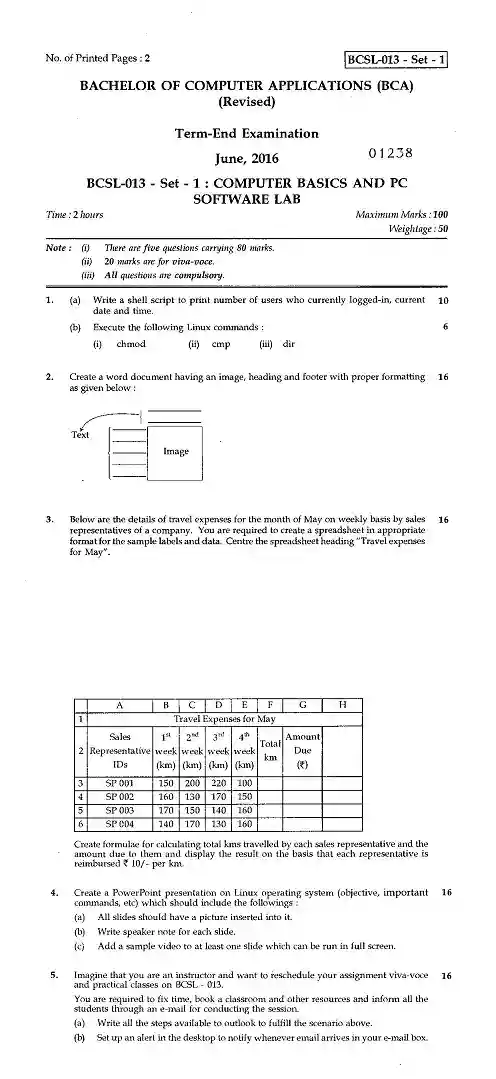 No. of Printed Pages : 2
BCSL-013 - Set - 1
BACHELOR OF COMPUTER APPLICATIONS (BCA)
(Revised)
Term-End Examination
June, 2016
01238
BCSL-013 - Set - 1 : COMPUTER BASICS AND PC
SOFTWARE LAB
Time : 2 hours
Maximum Marks : 100
Weightage : 50
Note : (i) There are five questions carrying 80 marks.
(ii) 20 marks are for viva-voce.
(iii) All questions are compulsory.
1. (a) Write a shell script to print number of users who currently logged-in, current 10
date and time.
(b) Execute the following Linux commands : 6
(i) chmod (ii) cmp (iii) dir
2. Create a word document having an image, heading and footer with proper formatting 16
as given below :
Text
Image
3. Below are the details of travel expenses for the month of May on weekly basis by sales 16
representatives of a company. You are required to create a spreadsheet in appropriate
format for the sample labels and data. Centre the spreadsheet heading "Travel expenses
for May".
A B C D E F G H
1 Travel Expenses for May
Sales 1st 2nd 3rd 4th Amount
2 Representative week week week week Total Due
IDs (km) (km) (km) (km) km (₹)
3 SP 001 150 200 220 100
4 SP 002 160 130 170 150
5 SP 003 170 150 140 160
6 SP 004 140 170 130 160
Create formulae for calculating total kms travelled by each sales representative and the
amount due to them and display the result on the basis that each representative is
reimbursed ₹ 10/- per km.
4. Create a PowerPoint presentation on Linux operating system (objective, important 16
commands, etc) which should include the followings :
(a) All slides should have a picture inserted into it.
(b) Write speaker note for each slide.
(c) Add a sample video to at least one slide which can be run in full screen.
5. Imagine that you are an instructor and want to reschedule your assignment viva-voce 16
and practical classes on BCSL - 013.
You are required to fix time, book a classroom and other resources and inform all the
students through an e-mail for conducting the session.
(a) Write all the steps available to outlook to fulfill the scenario above.
(b) Set up an alert in the desktop to notify whenever email arrives in your e-mail box.